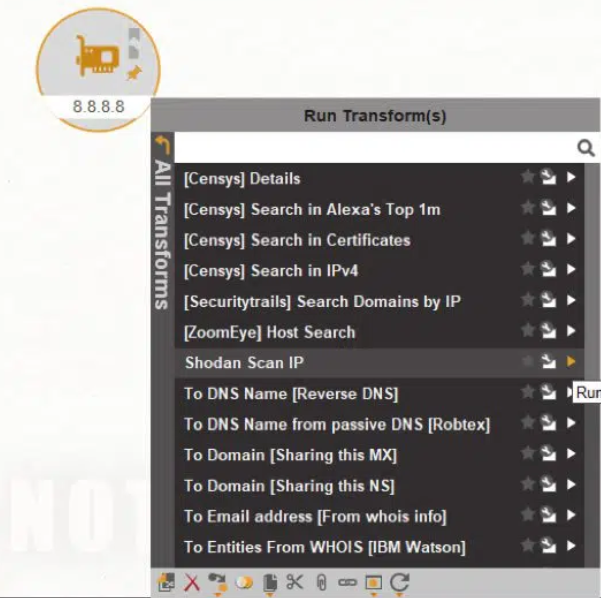 8.8.8.8
Run Transform(s)
All Transforms
[Censys] Details
[Censys] Search in Alexa's Top 1m
[Censys] Search in Certificates
[Censys] Search in IPv4
[Securitytrails] Search Domains by IP
[ZoomEye] Host Search
Shodan Scan IP
To DNS Name [Reverse DNS]
Run
To DNS Name from passive DNS [Robtex]
To Domain [Sharing this MX]
To Domain [Sharing this NS]
To Email address [From whois info]
To Entities From WHOIS [IBM Watson]
NOT